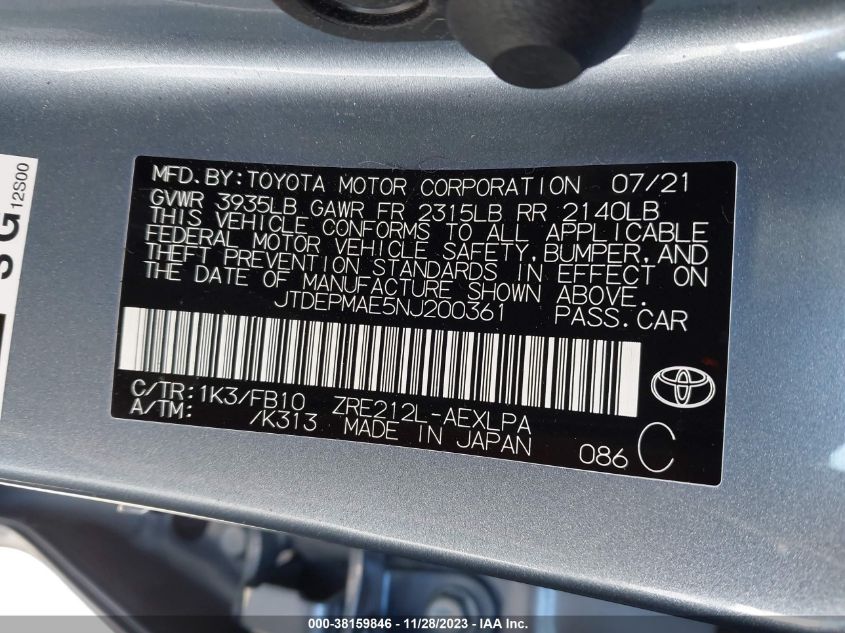 MFD. BY: TOYOTA MOTOR CORPORATION 07/21
GVWR 3935LB GAWR FR 2315LB RR 2140LB
THIS VEHICLE CONFORMS TO ALL APPLICABLE
FEDERAL MOTOR VEHICLE SAFETY, BUMPER, AND
THEFT PREVENTION STANDARDS IN EFFECT ON
THE DATE OF MANUFACTURE SHOWN ABOVE.
JTDEPMAE5NJ200361 PASS.CAR
C/TR: 1K3/FB10 ZRE212L-AEXLPA
A/TM: /K313 MADE IN JAPAN 086 C
12S00
000-38159846 - 11/28/2023 - IAA